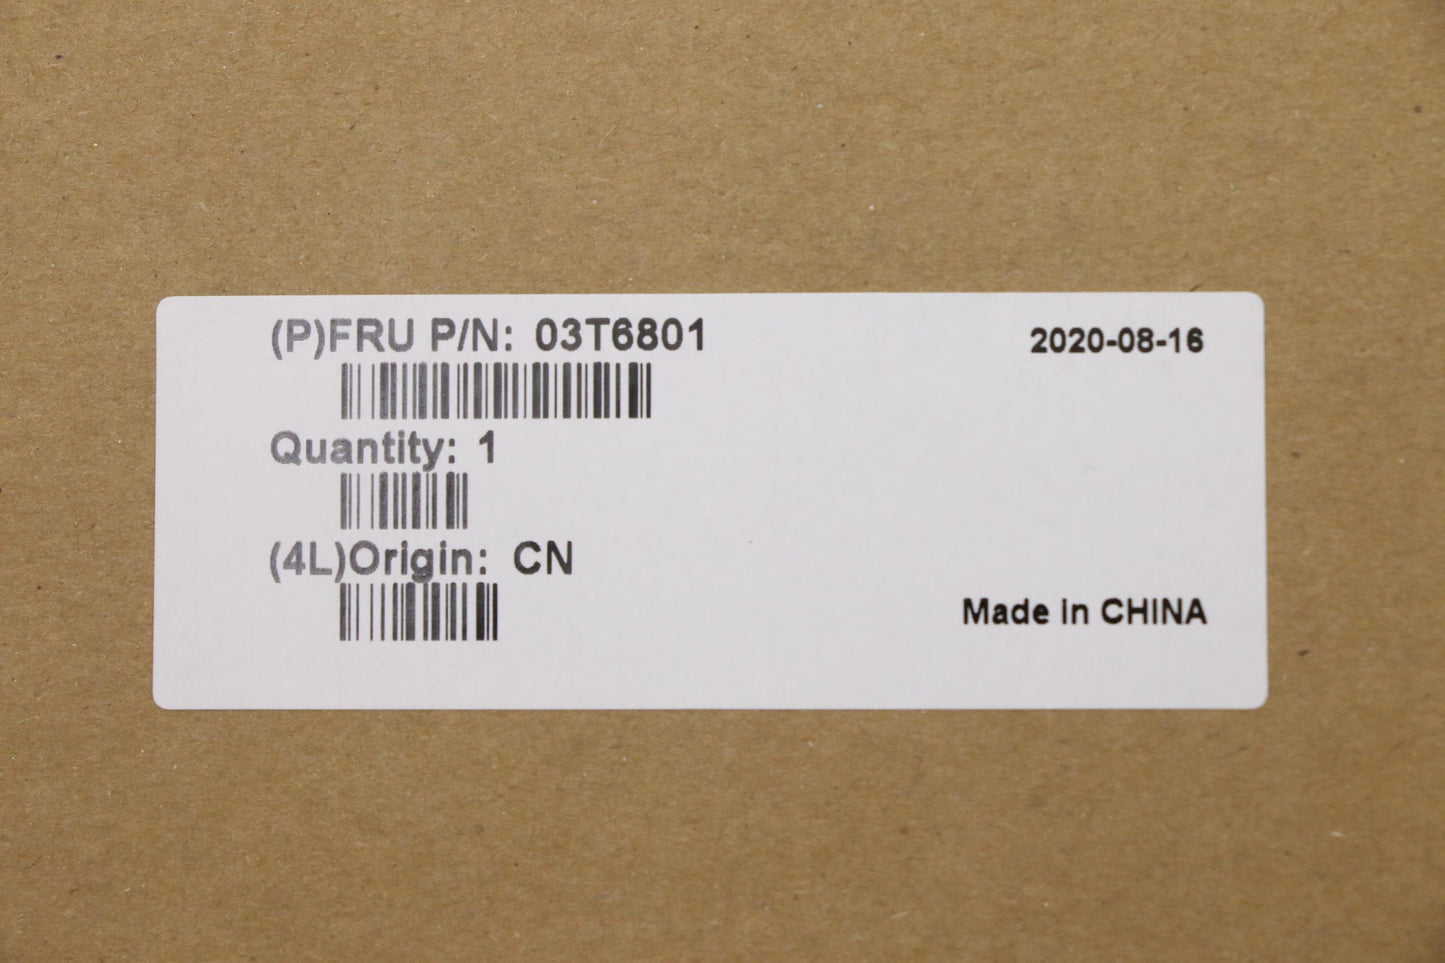 (P)FRU P/N: 03T6801
2020-08-16
Quantity: 1
(4L)Origin: CN
Made in CHINA